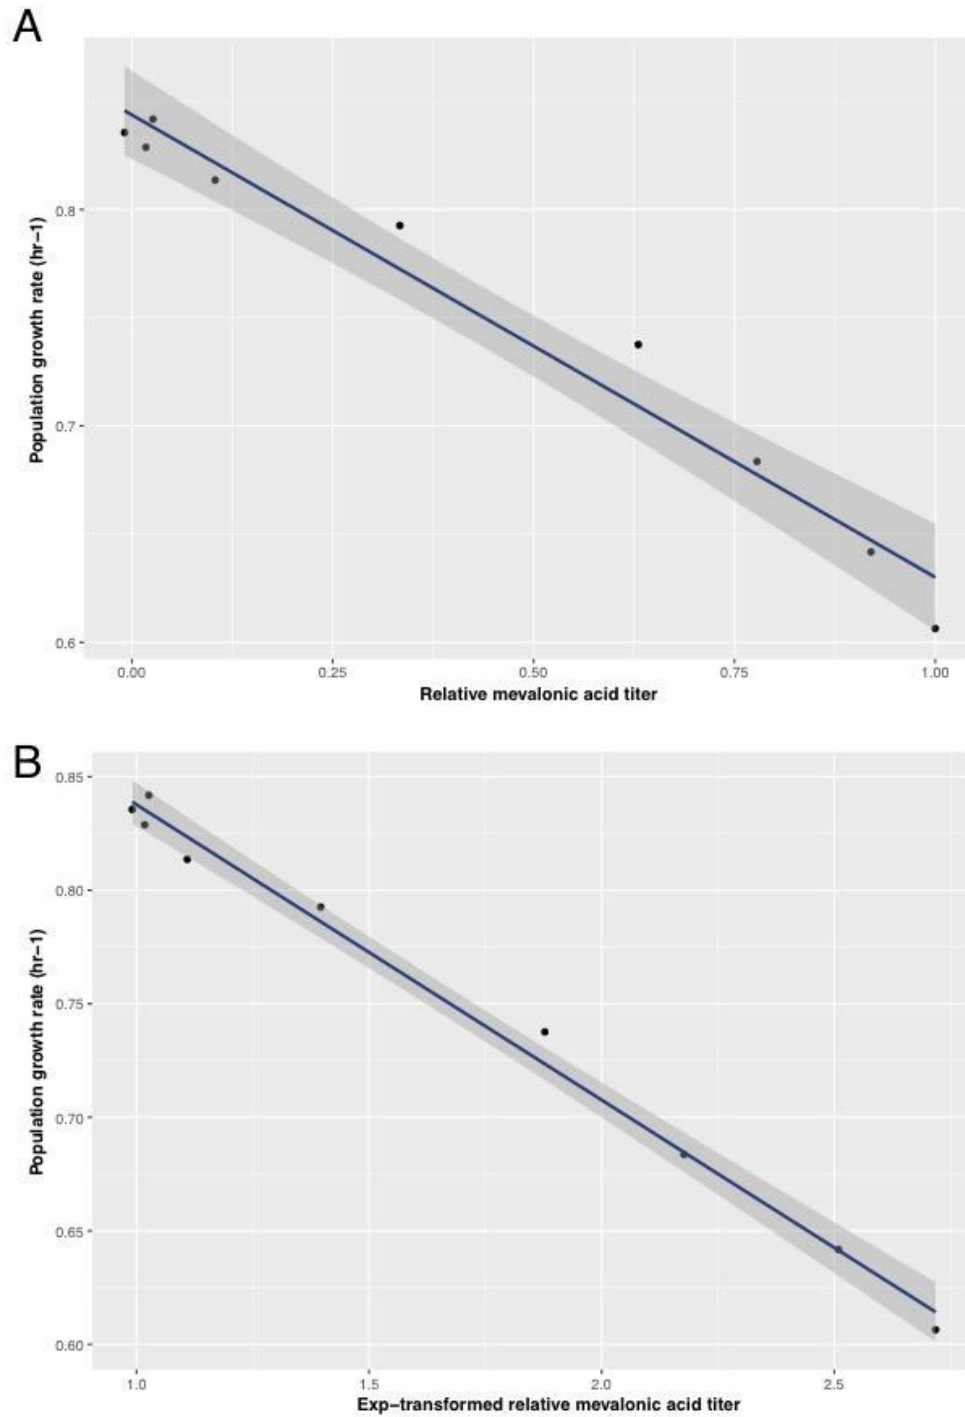 A
Population growth rate (hr−1)
0.8
0.7
0.6
0.00 0.25 0.50 0.75 1.00
Relative mevalonic acid titer
B
Population growth rate (hr−1)
0.85
0.80
0.75
0.70
0.65
0.60
1.0 1.5 2.0 2.5
Exp−transformed relative mevalonic acid titer